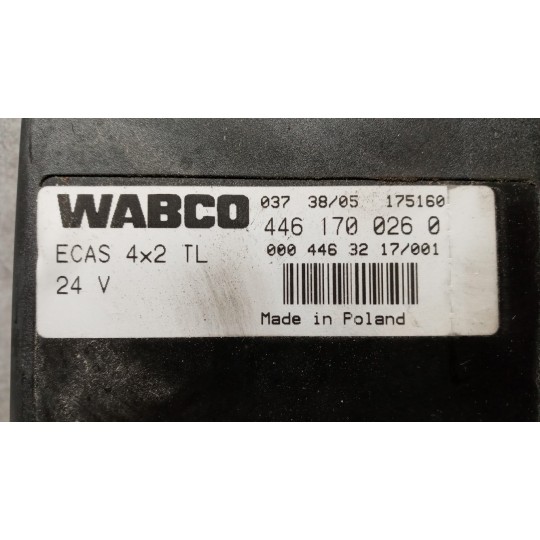 WABCO
ECAS 4x2 TL
24 V
037 38/05 175160
446 170 026 0
000 446 32 17/001
Made in Poland